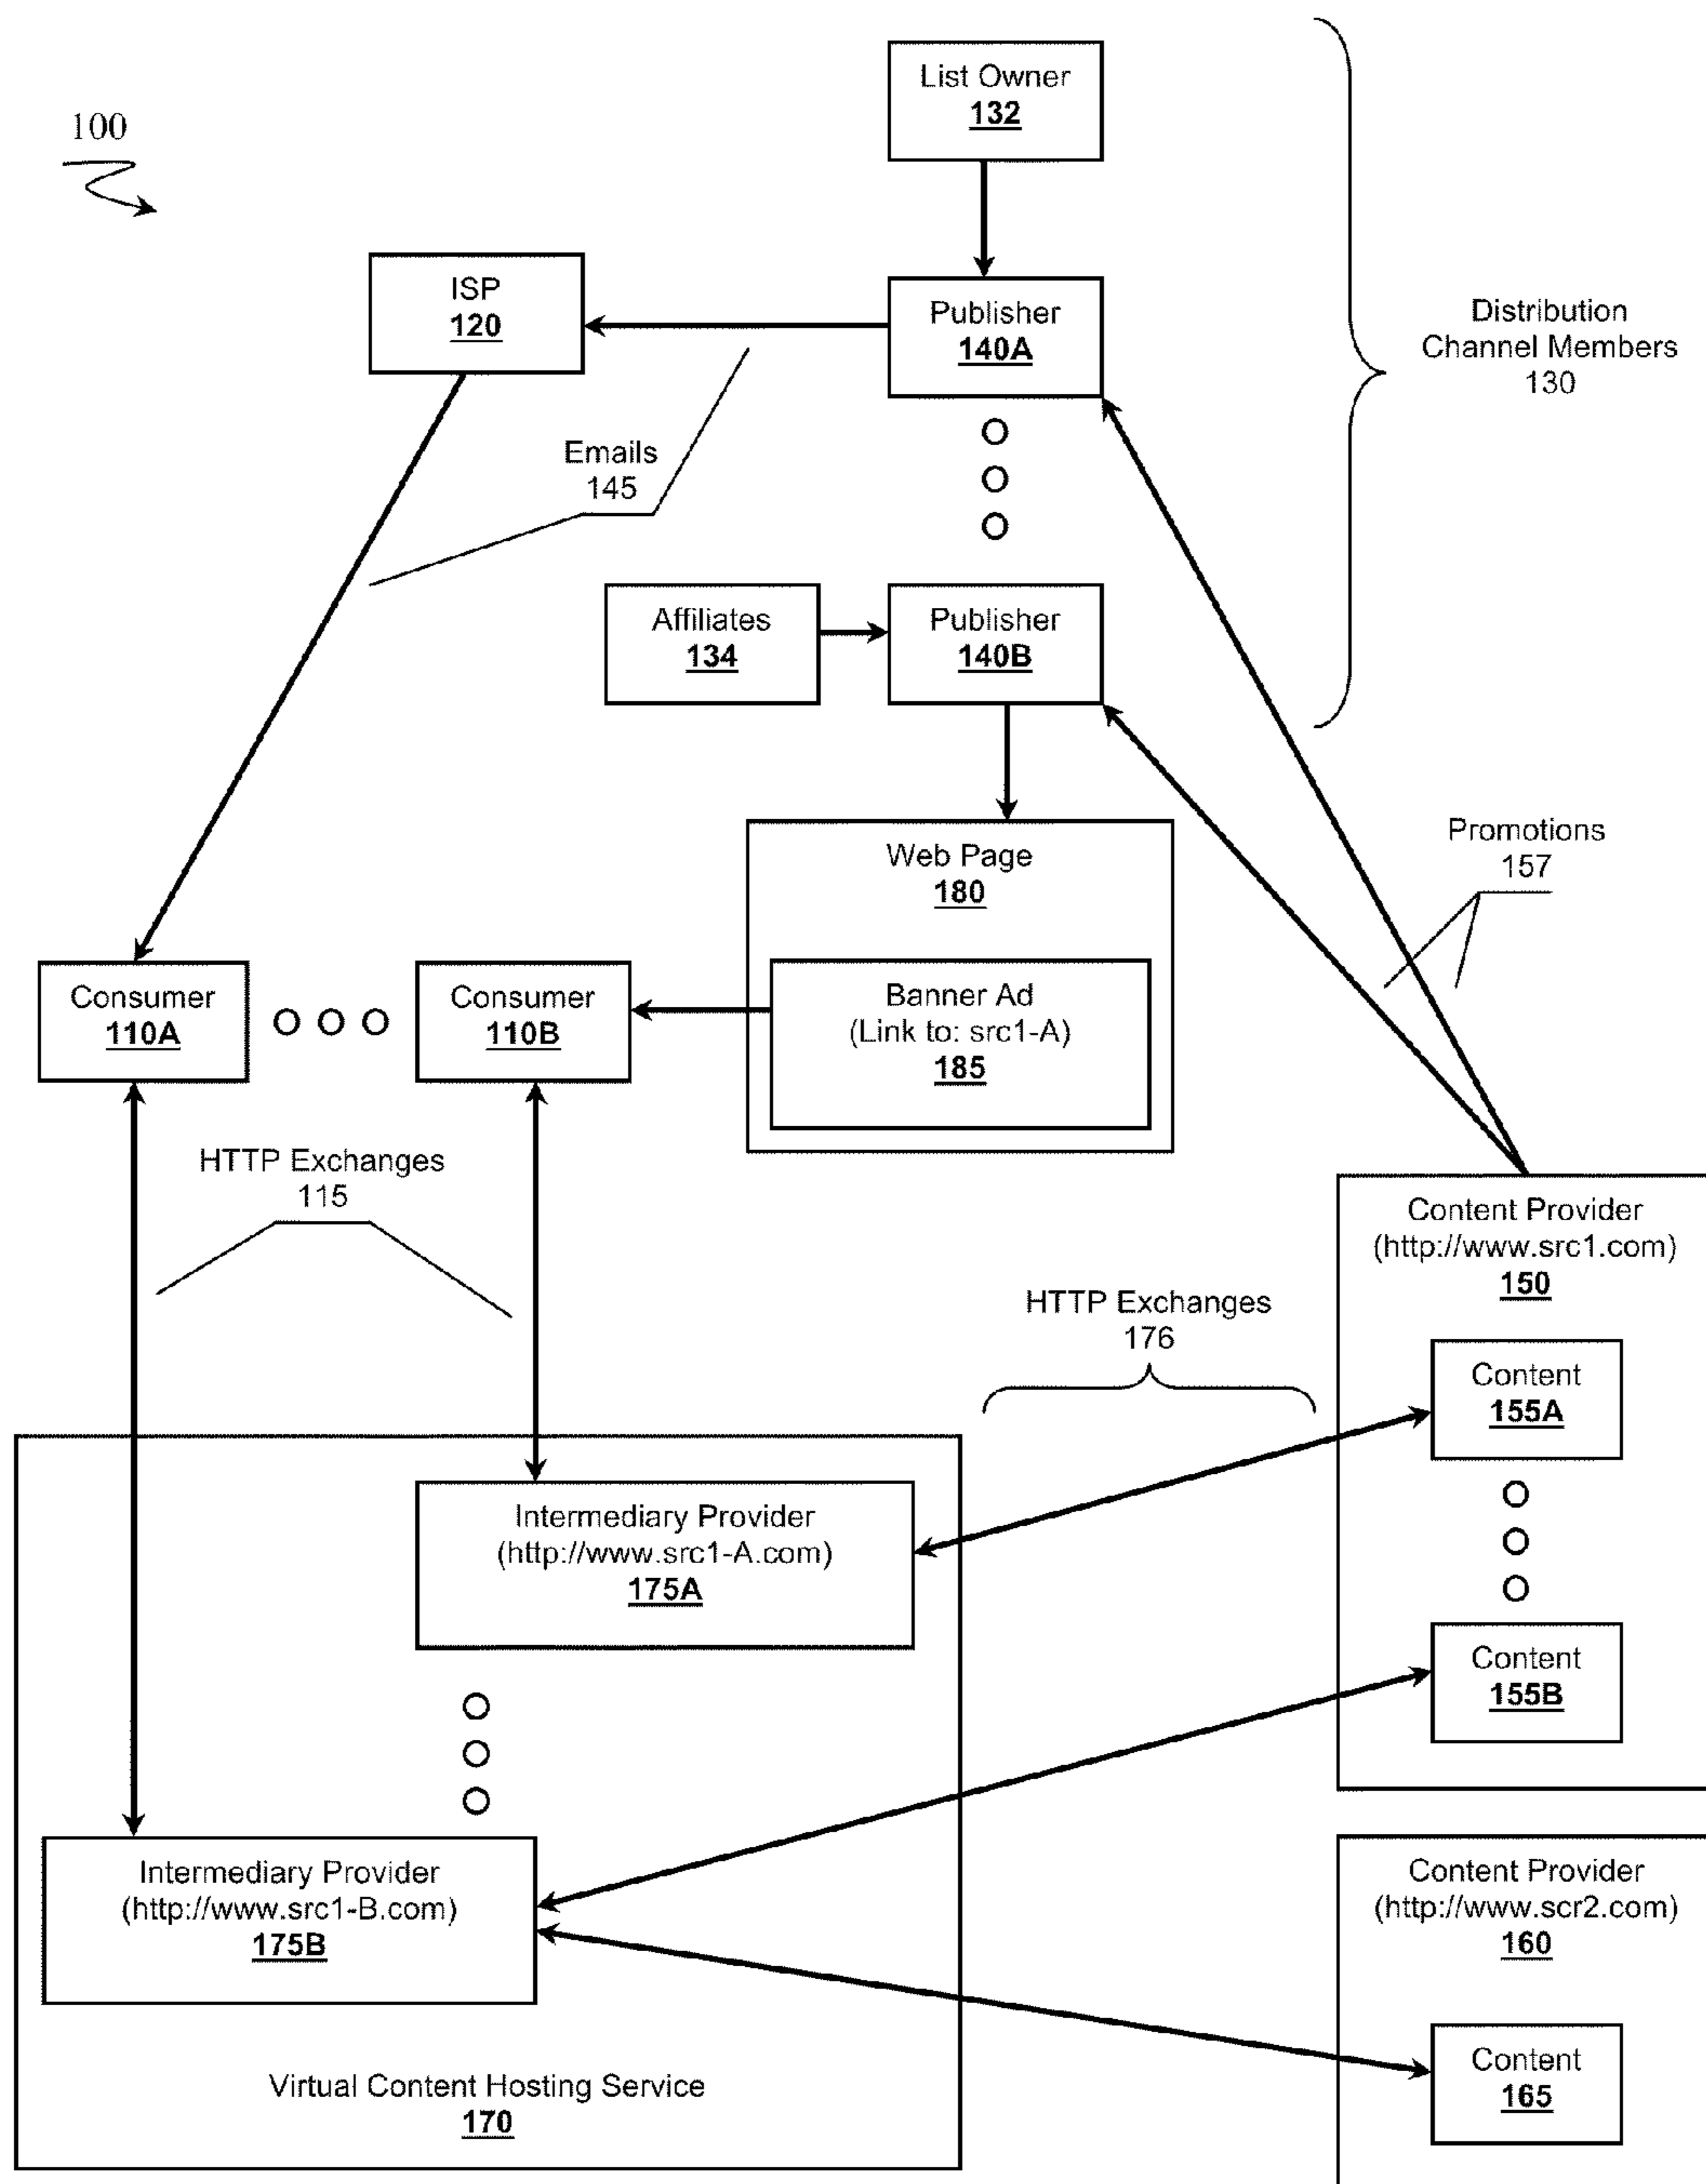 List Owner
132
100
ISP
120
Publisher
140A
Distribution
Channel Members
130
Emails
145
Affiliates
134
Publisher
140B
Promotions
157
Web Page
180
Consumer
110A
Consumer
110B
Banner Ad
(Link to: src1-A)
185
HTTP Exchanges
115
Content Provider
(http://www.src1.com)
150
HTTP Exchanges
176
Content
155A
Intermediary Provider
(http://www.src1-A.com)
175A
Content
155B
Intermediary Provider
(http://www.src1-B.com)
175B
Content Provider
(http://www.scr2.com)
160
Content
165
Virtual Content Hosting Service
170